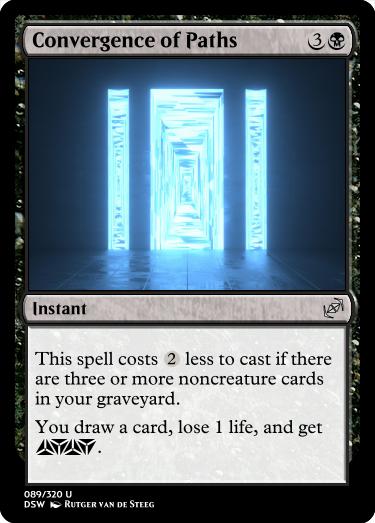 Convergence of Paths 3
Instant
This spell costs 2 less to cast if there
are three or more noncreature cards
in your graveyard.
You draw a card, lose 1 life, and get
.
089/320 U
DSW Rutger van de Steeg